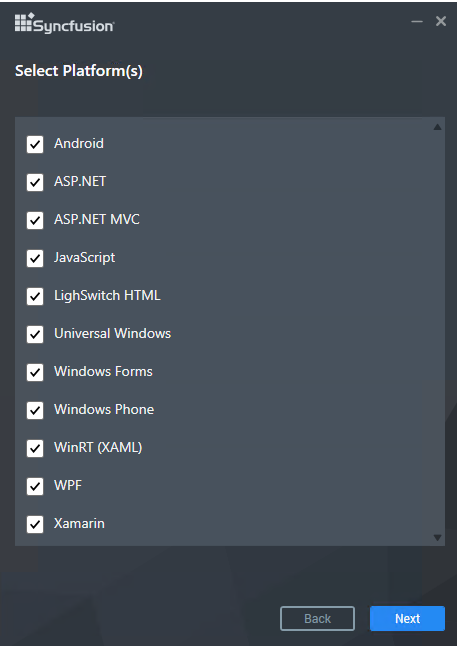 Syncfusion
Select Platform(s)
Android
ASP.NET
ASP.NET MVC
JavaScript
LighSwitch HTML
Universal Windows
Windows Forms
Windows Phone
WinRT (XAML)
WPF
Xamarin
Back
Next